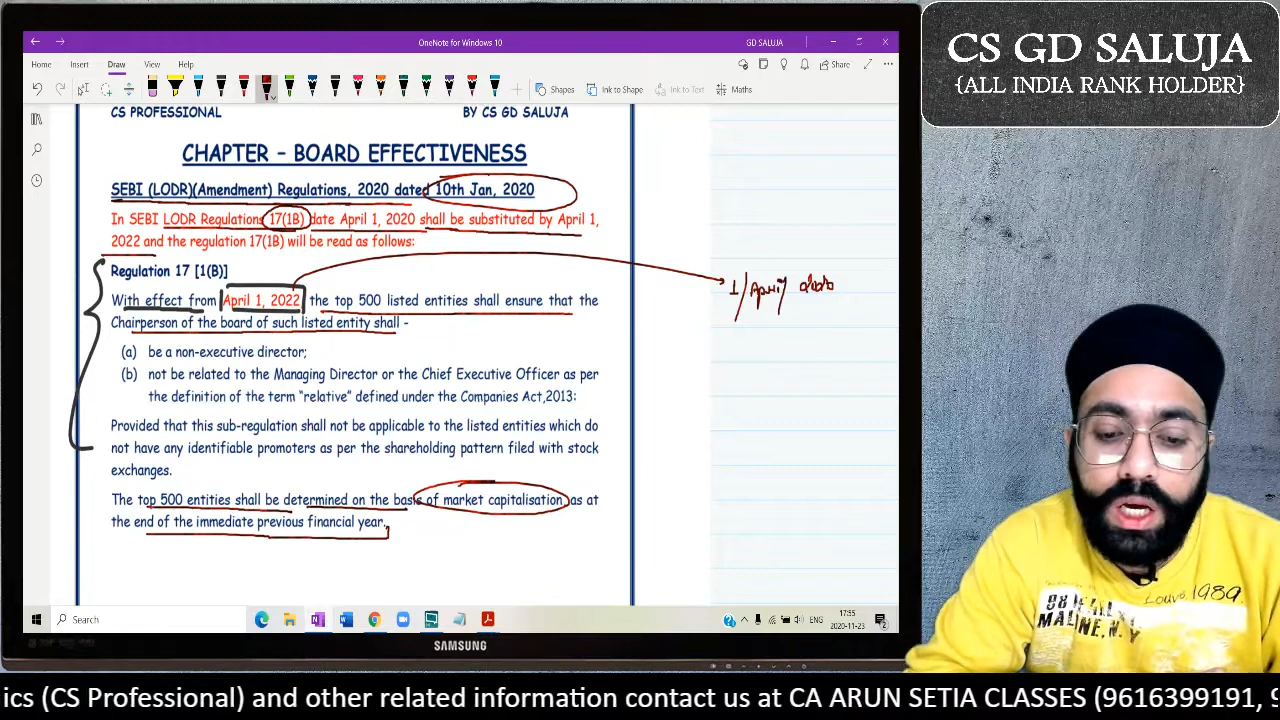 CS GD SALUJA
{ALL INDIA RANK HOLDER}
OneNote for Windows 10
GD SALUJA
Home Insert Draw View Help
Share
Shapes Ink to Shape Ink to Text Maths
CS PROFESSIONAL BY CS GD SALUJA
CHAPTER – BOARD EFFECTIVENESS
SEBI (LODR)(Amendment) Regulations, 2020 dated 10th Jan, 2020
In SEBI LODR Regulations 17(1B) date April 1, 2020 shall be substituted by April 1,
2022 and the regulation 17(1B) will be read as follows:
Regulation 17 [1(B)]
With effect from April 1, 2022 the top 500 listed entities shall ensure that the
1/April/ 2020
Chairperson of the board of such listed entity shall -
(a) be a non-executive director;
(b) not be related to the Managing Director or the Chief Executive Officer as per
the definition of the term “relative” defined under the Companies Act,2013:
Provided that this sub-regulation shall not be applicable to the listed entities which do
not have any identifiable promoters as per the shareholding pattern filed with stock
exchanges.
The top 500 entities shall be determined on the basis of market capitalisation as at
the end of the immediate previous financial year.
Louvo 1989
MALINE, N.Y
Search
ENG
17:55
2020-11-23
SAMSUNG
ics (CS Professional) and other related information contact us at CA ARUN SETIA CLASSES (9616399191, 9